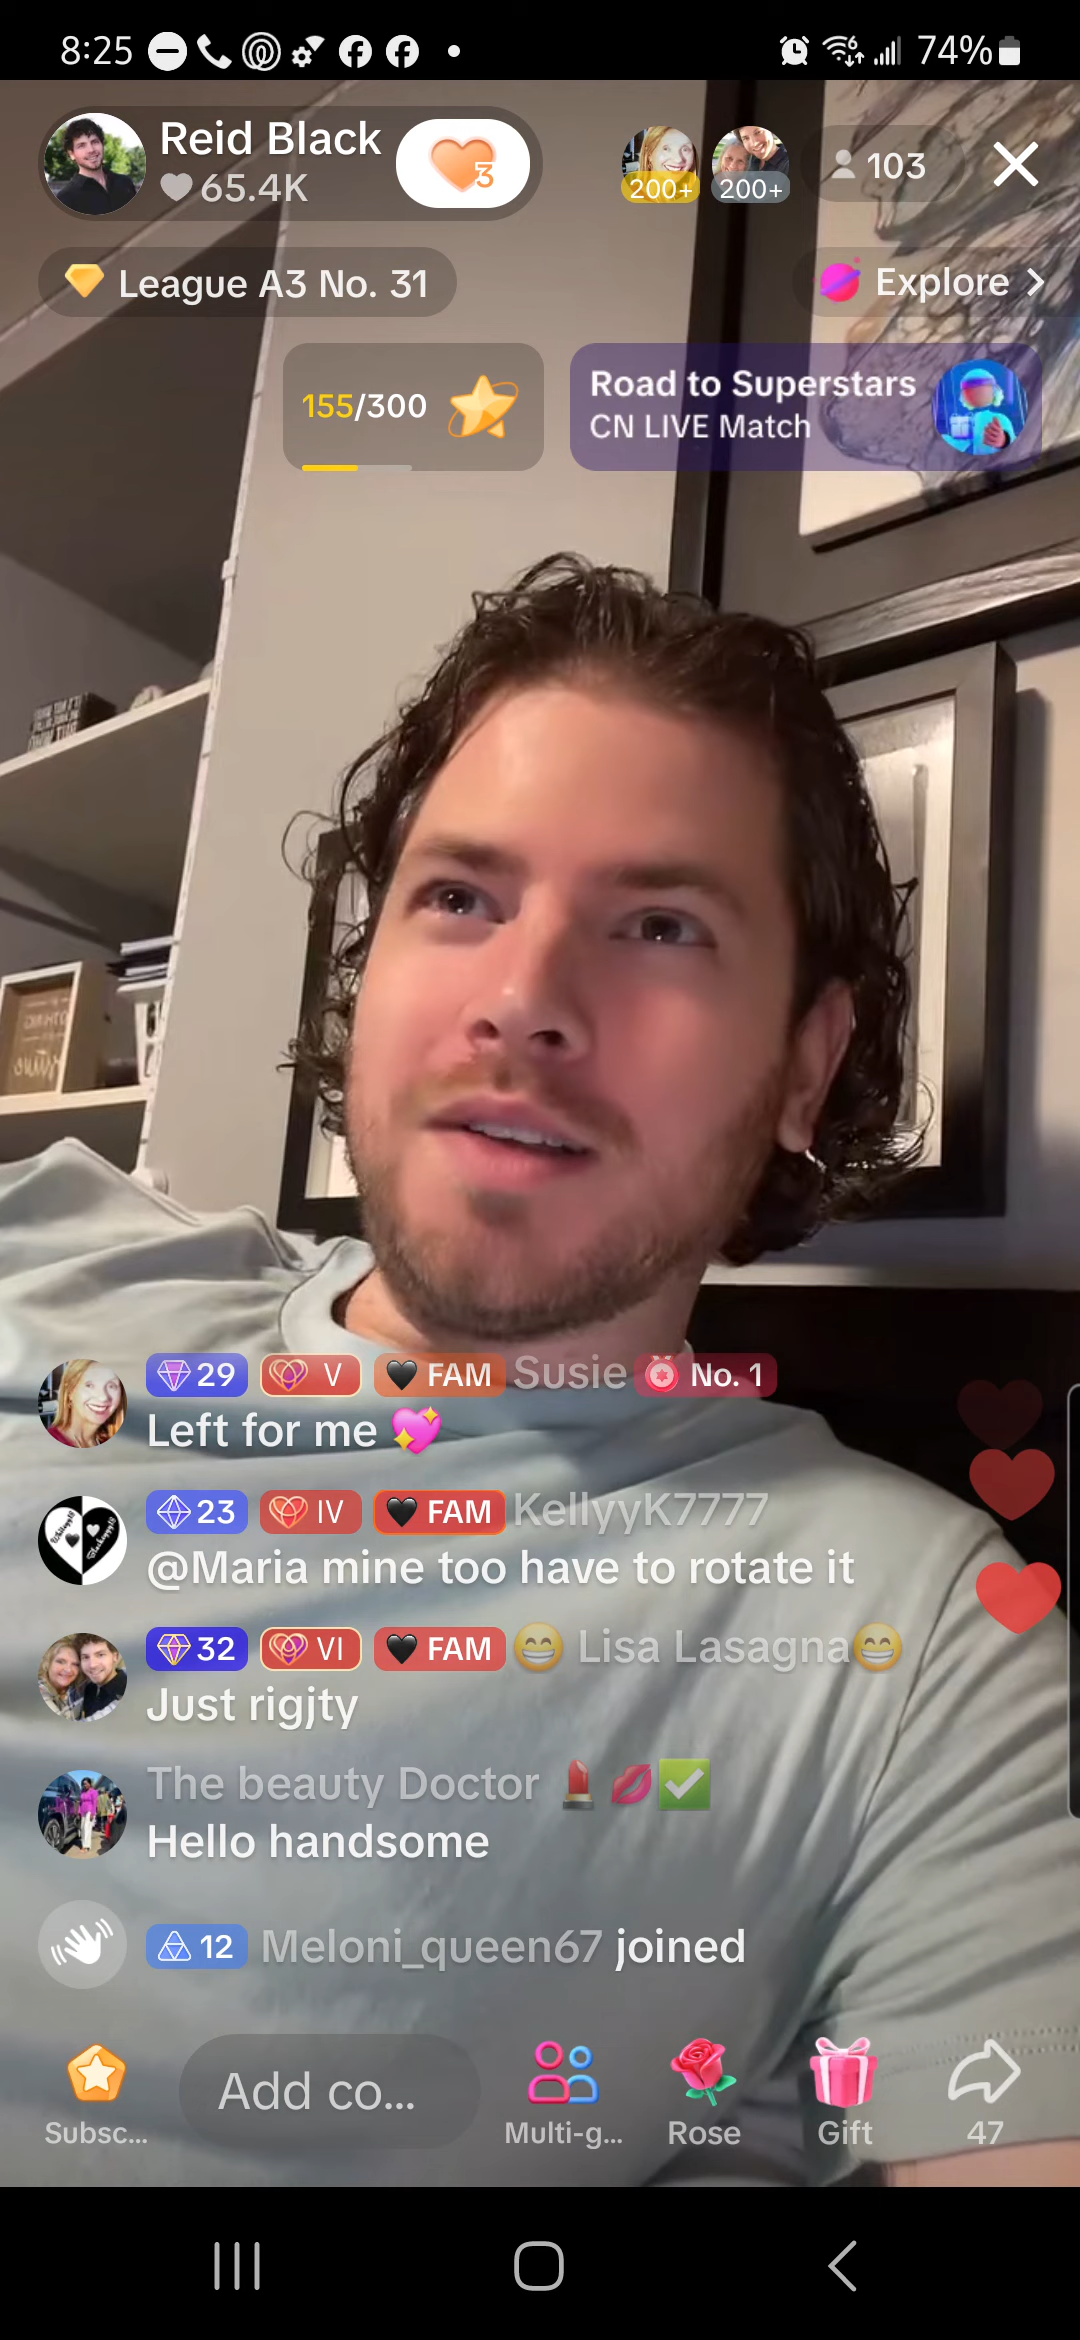 8:25
74%
Reid Black
65.4K
3
200+
200+
103
League A3 No. 31
Explore
155/300
Road to Superstars
CN LIVE Match
29 V FAM Susie No. 1
Left for me 💖
23 IV 🖤 FAM KellyyK7777
@Maria mine too have to rotate it
32 VI 🖤 FAM 😁 Lisa Lasagna😁
Just rigjty
The beauty Doctor 💄💋✅
Hello handsome
12 Meloni_queen67 joined
Add co...
Subsc...
Multi-g...
Rose
Gift
47